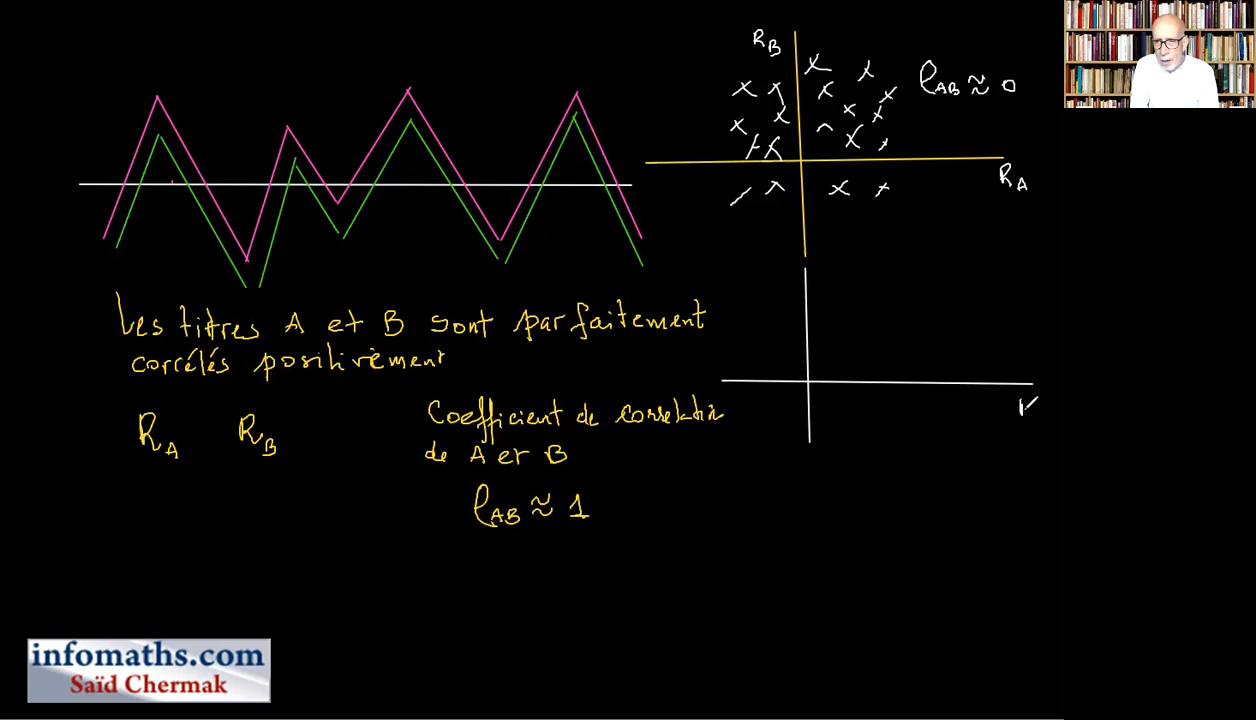 R_B
ρ_AB ≈ 0
R_A
Les titres A et B sont parfaitement
corrélés positivement
R_A R_B
Coefficient de correlation
de A et B
ρ_AB ≈ 1
infomaths.com
Saïd Chermak